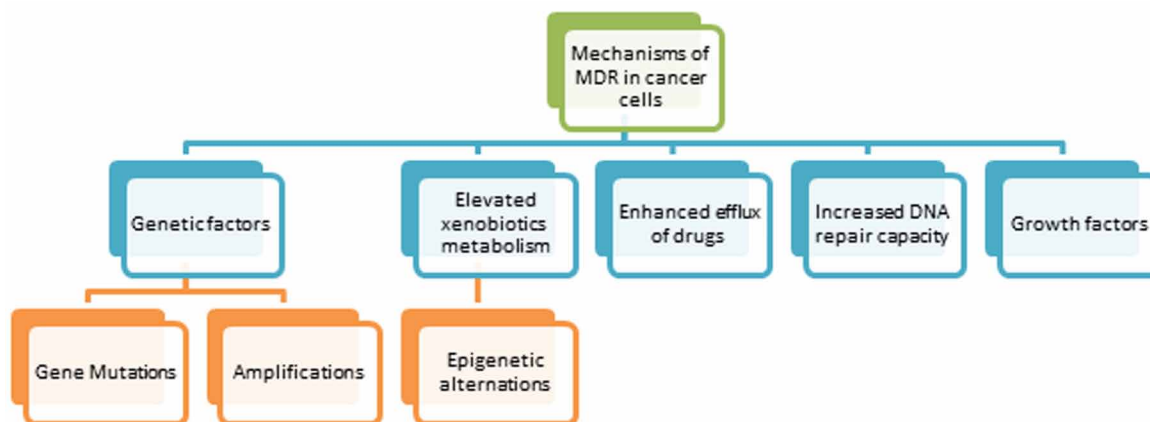 Mechanisms of
MDR in cancer
cells
Genetic factors
Elevated
xenobiotics
metabolism
Enhanced efflux
of drugs
Increased DNA
repair capacity
Growth factors
Gene Mutations
Amplifications
Epigenetic
alternations